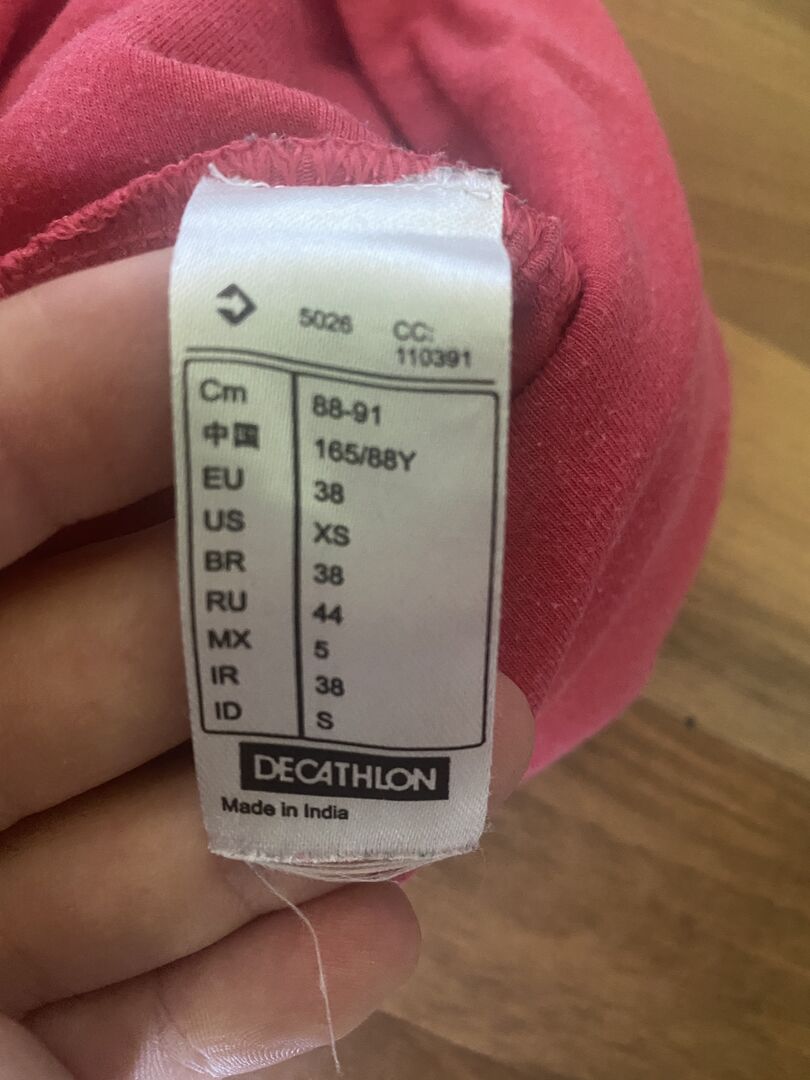 5026 CC:
110391
Cm 88-91
中国 165/88Y
EU 38
US XS
BR 38
RU 44
MX 5
IR 38
ID S
DECATHLON
Made in India